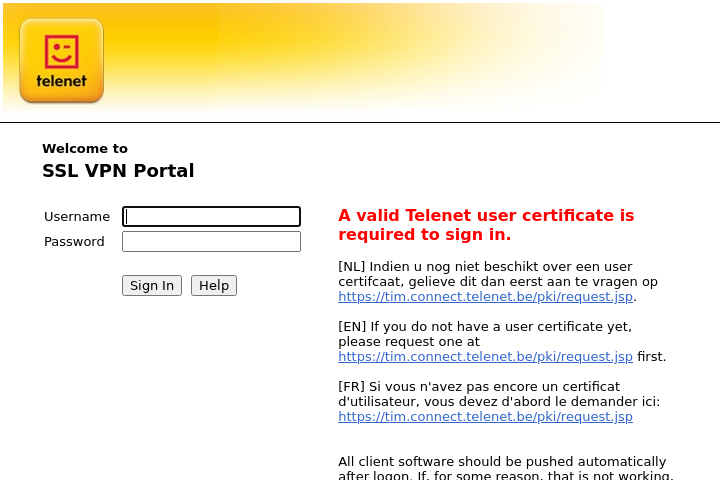 telenet
Welcome to
SSL VPN Portal
Username
Password
Sign In Help
A valid Telenet user certificate is
required to sign in.
[NL] Indien u nog niet beschikt over een user
certifcaat, gelieve dit dan eerst aan te vragen op
https://tim.connect.telenet.be/pki/request.jsp.
[EN] If you do not have a user certificate yet,
please request one at
https://tim.connect.telenet.be/pki/request.jsp first.
[FR] Si vous n'avez pas encore un certificat
d'utilisateur, vous devez d'abord le demander ici:
https://tim.connect.telenet.be/pki/request.jsp
All client software should be pushed automatically
after logon. If, for some reason, that is not working,